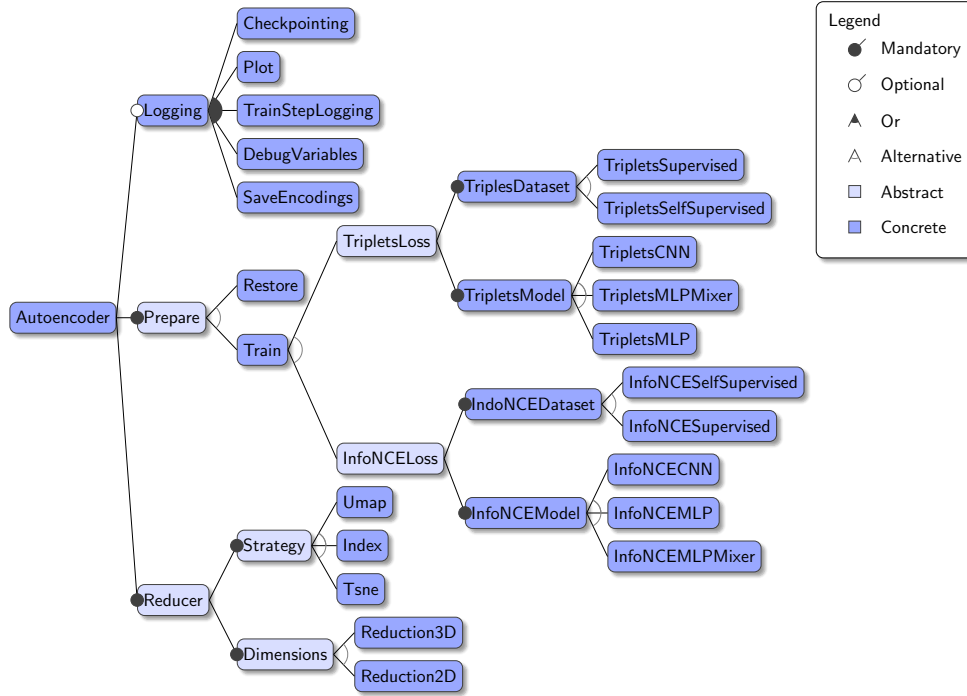 Checkpointing
Plot
Logging
TrainStepLogging
DebugVariables
SaveEncodings
TripletsSupervised
TriplesDataset
TripletsSelfSupervised
TripletsLoss
TripletsCNN
TripletsModel
TripletsMLPMixer
TripletsMLP
Restore
Autoencoder
Prepare
Train
InfoNCESelfSupervised
IndoNCEDataset
InfoNCESupervised
InfoNCELoss
InfoNCECNN
InfoNCEModel
InfoNCEMLP
InfoNCEMLPMixer
Umap
Strategy
Index
Tsne
Reducer
Reduction3D
Dimensions
Reduction2D
Legend
Mandatory
Optional
Or
Alternative
Abstract
Concrete